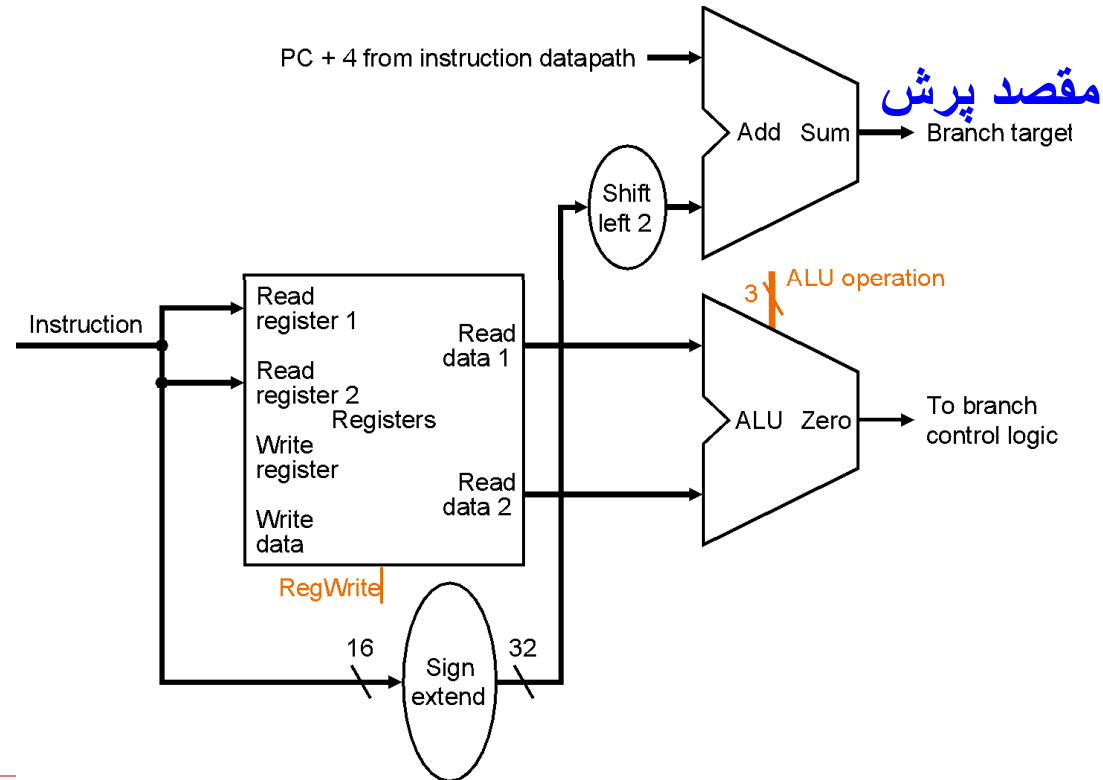 PC + 4 from instruction datapath
مقصد پرش
Add Sum
Branch target
Shift
left 2
ALU operation
3
Instruction
Read
register 1
Read
data 1
Read
register 2
Registers
ALU Zero
To branch
control logic
Write
register
Read
data 2
Write
data
RegWrite
16
32
Sign
extend